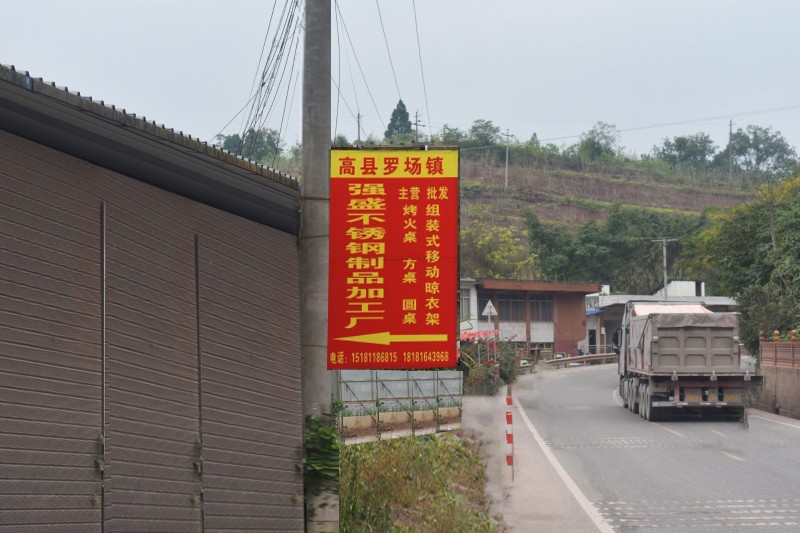 高县罗场镇
强盛不锈钢制品加工厂
主营 批发
烤火桌 方桌 圆桌
组装式移动晾衣架
电话：15181186815 18181643968